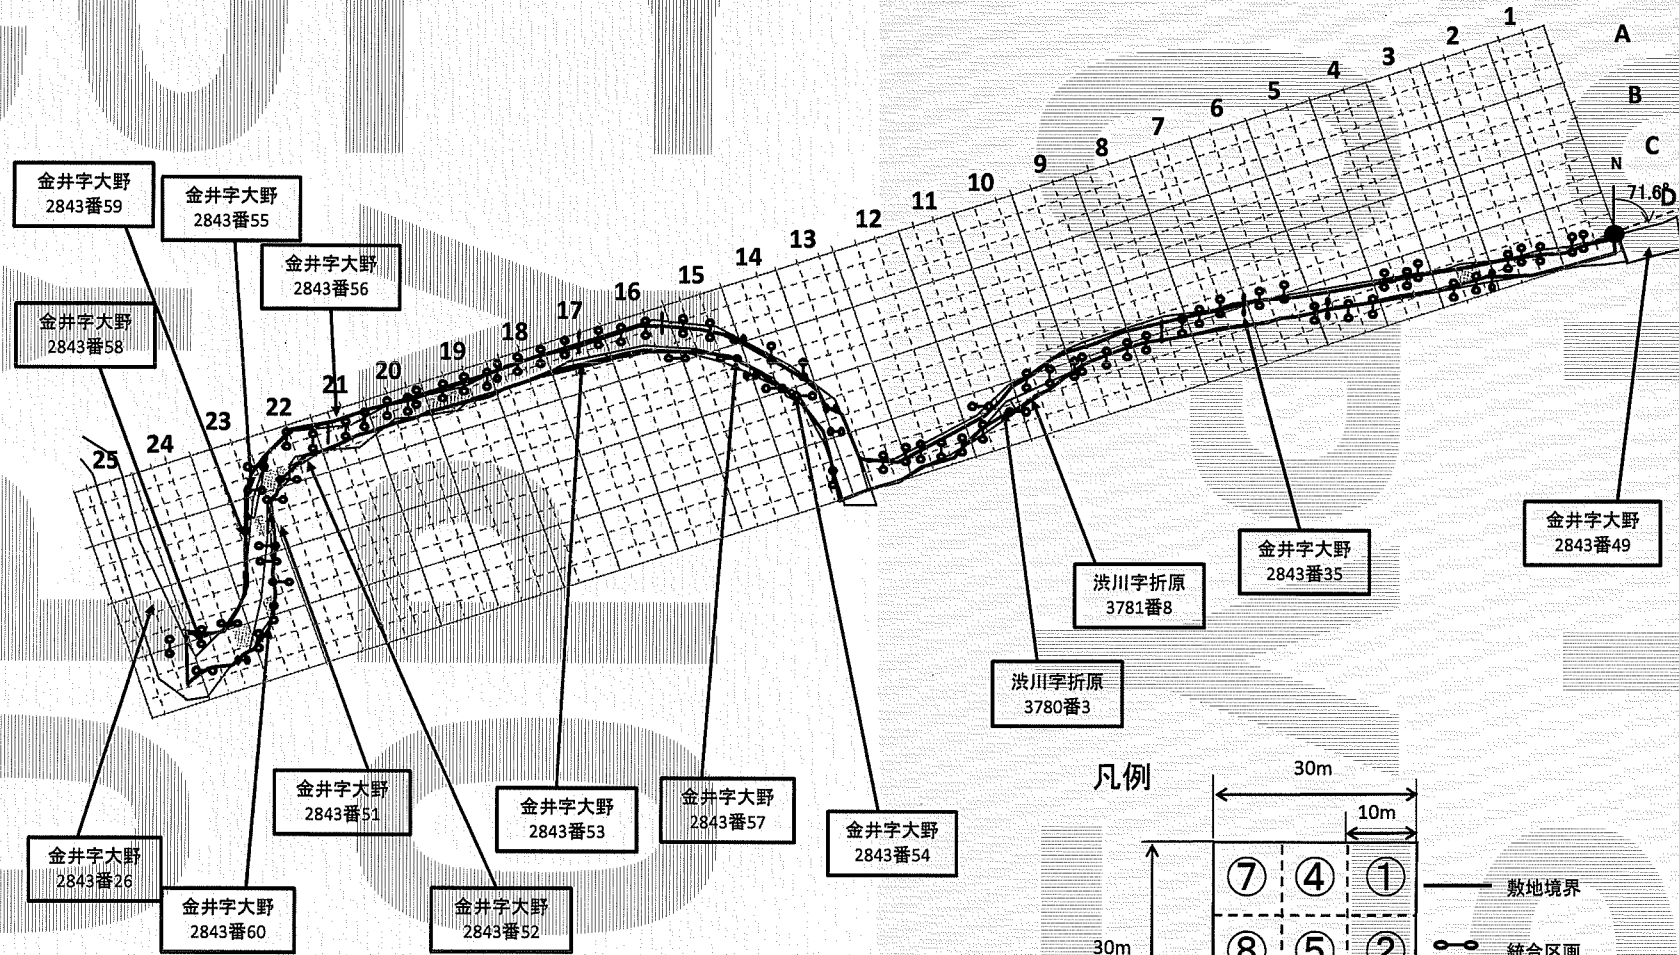 1
2
3
4
5
6
7
8
9
10
11
12
13
14
15
16
17
18
19
20
21
22
23
24
25
A
B
C
D
N
71.6°
金井字大野
2843番59
金井字大野
2843番55
金井字大野
2843番56
金井字大野
2843番58
金井字大野
2843番49
金井字大野
2843番35
渋川字折原
3781番8
渋川字折原
3780番3
金井字大野
2843番51
金井字大野
2843番53
金井字大野
2843番57
金井字大野
2843番54
金井字大野
2843番26
金井字大野
2843番60
金井字大野
2843番52
凡例
30m
10m
30m
⑦ ④ ①
⑧ ⑤ ②
敷地境界
統合区画